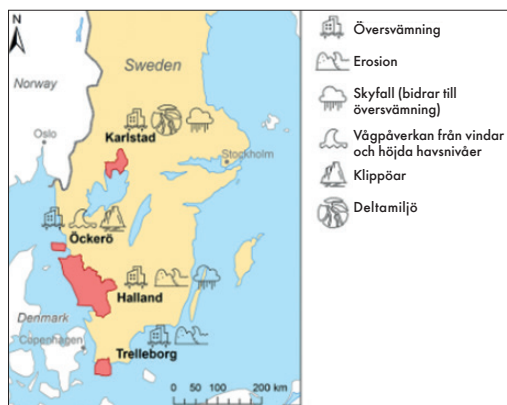 N
Norway
Sweden
Oslo
Karlstad
Stockholm
Öckerö
Halland
Denmark
Copenhagen
Trelleborg
0 50 100 200 km
Översvämning
Erosion
Skyfall (bidrar till
översvämning)
Vågpåverkan från vindar
och höjda havsnivåer
Klippöar
Deltamiljö